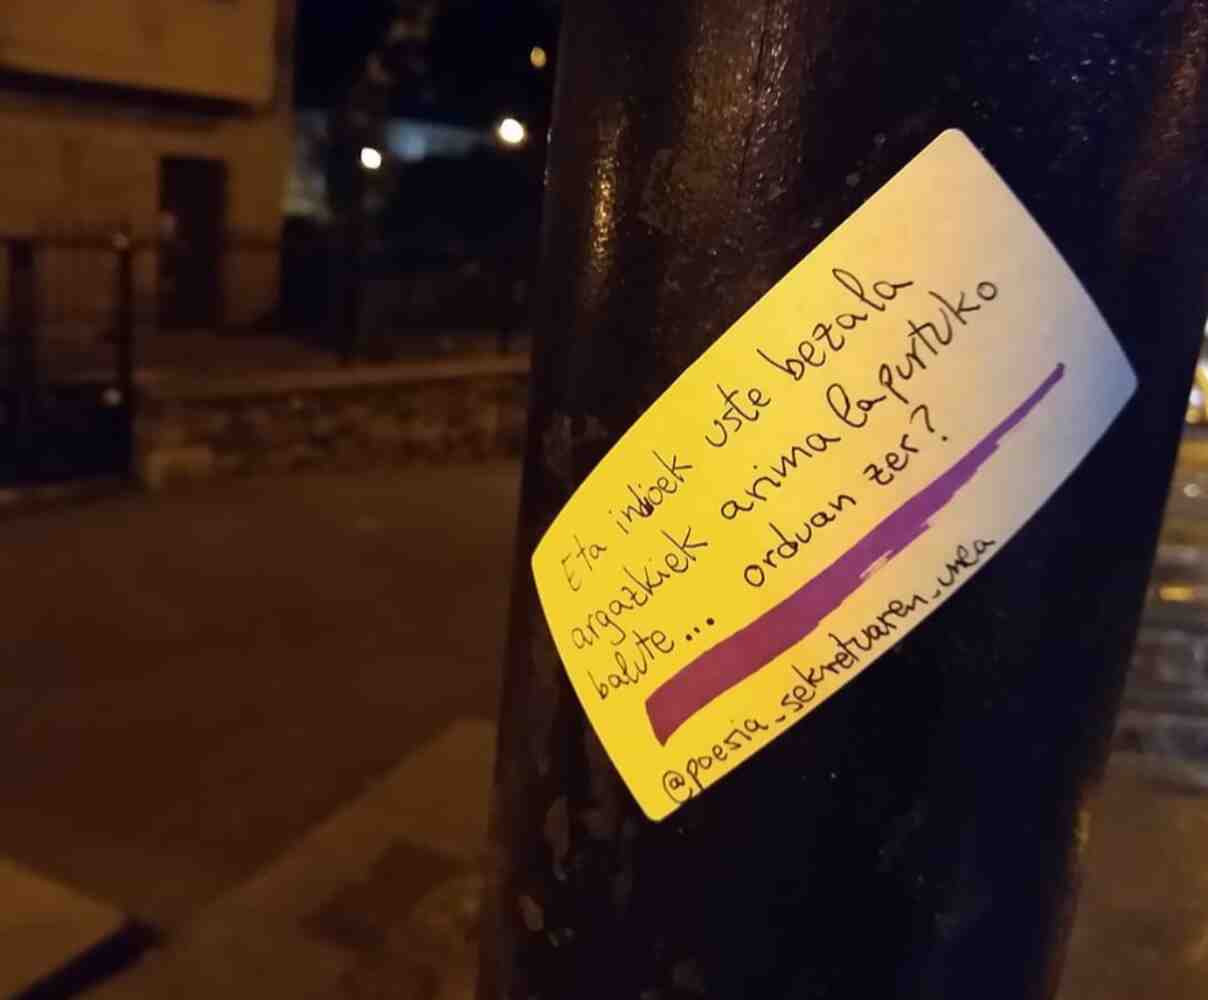 Eta indioek uste bezala
argazkiek arima lapurtuko
balute... orduan zer?
@poesia_sekretuaren_urea